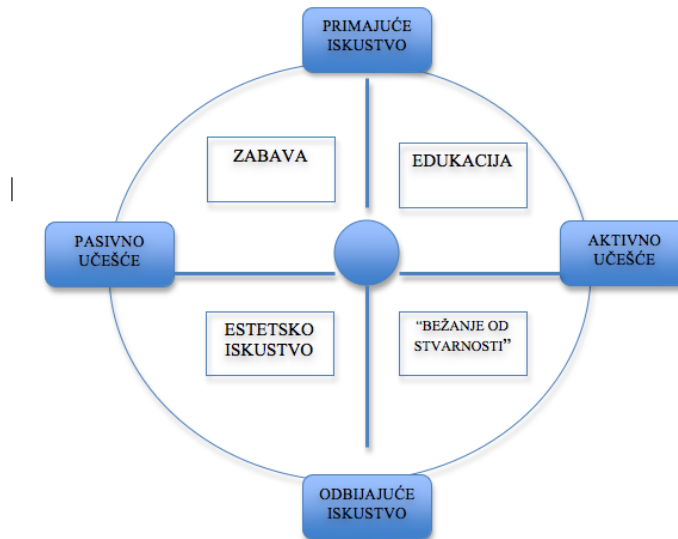 PRIMAJUĆE
ISKUSTVO
ZABAVA
EDUKACIJA
PASIVNO
UČEŠĆE
AKTIVNO
UČEŠĆE
ESTETSKO
ISKUSTVO
“BEŽANJE OD
STVARNOSTI”
ODBIJAJUĆE
ISKUSTVO